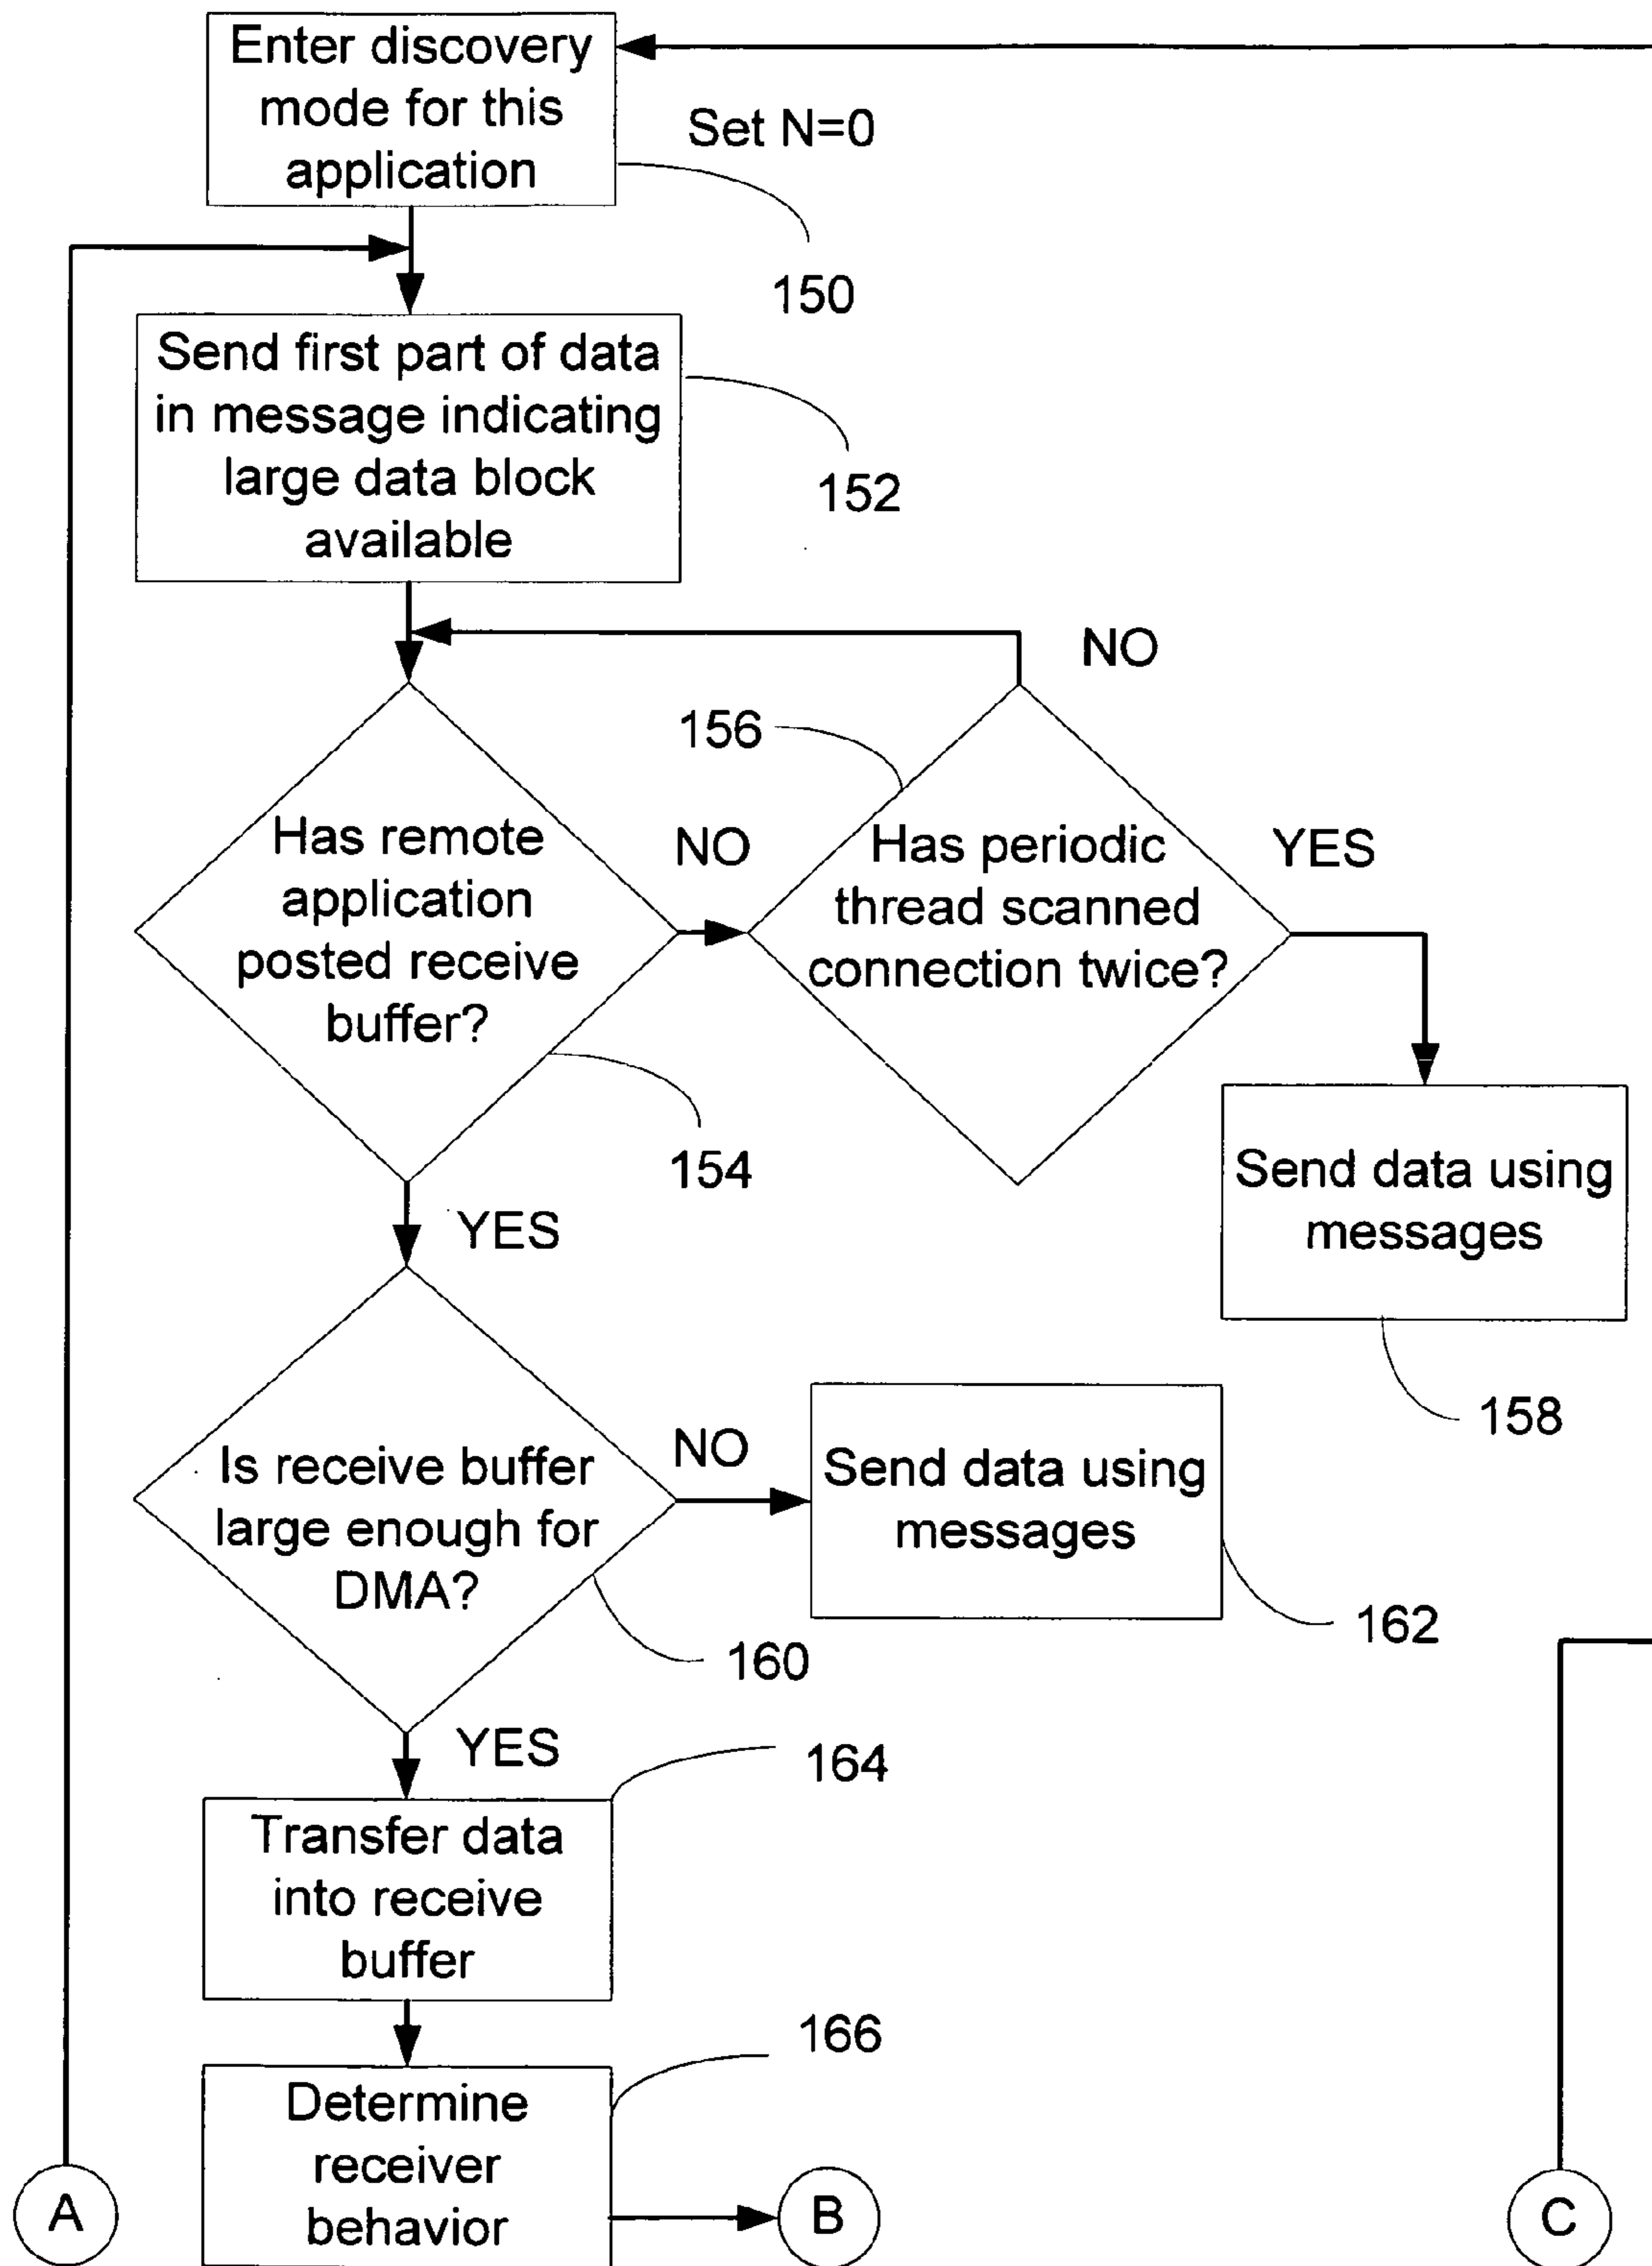 Enter discovery
mode for this
application
Set N=0
150
Send first part of data
in message indicating
large data block
available
152
NO
156
Has remote
application
posted receive
buffer?
NO
Has periodic
thread scanned
connection twice?
YES
154
YES
Send data using
messages
158
Is receive buffer
large enough for
DMA?
NO
Send data using
messages
162
160
YES
164
Transfer data
into receive
buffer
166
Determine
receiver
behavior
A
B
C